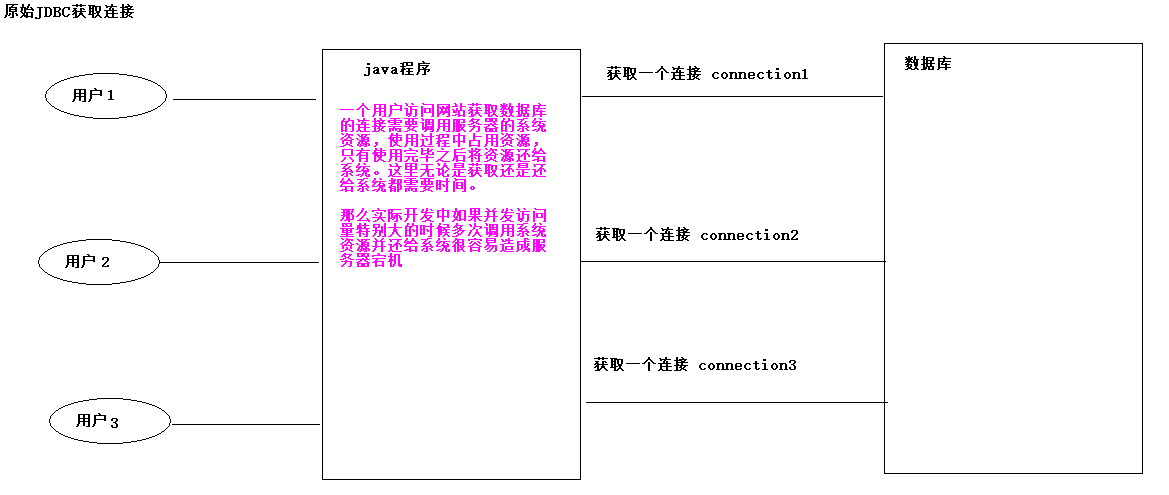 原始JDBC获取连接
java程序
数据库
获取一个连接 connection1
用户1
一个用户访问网站获取数据库
的连接需要调用服务器的系统
资源，使用过程中占用资源，
只有使用完毕之后将资源还给
系统。这里无论是获取还是还
给系统都需要时间。
那么实际开发中如果并发访问
量特别大的时候多次调用系统
资源并还给系统很容易造成服
务器宕机
用户2
获取一个连接 connection2
获取一个连接 connection3
用户3